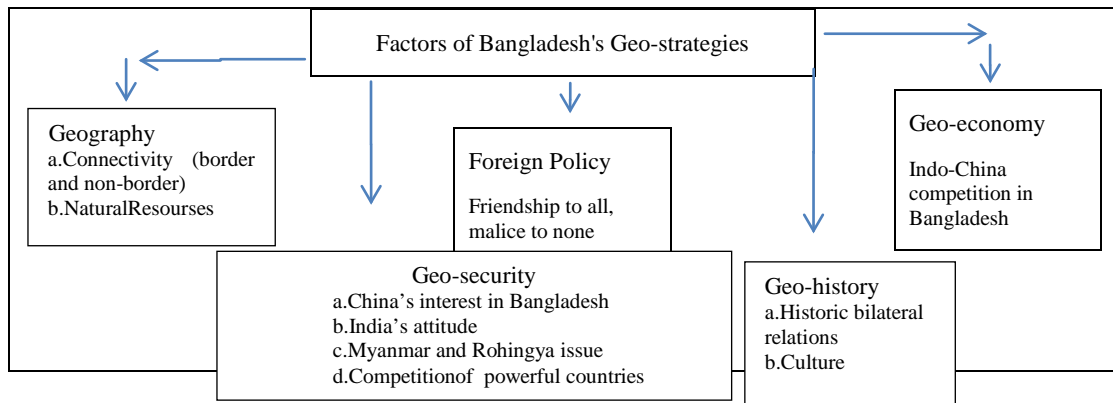 Factors of Bangladesh's Geo-strategies
Geography
a.Connectivity (border
and non-border)
b.NaturalResourses
Foreign Policy
Friendship to all,
malice to none
Geo-economy
Indo-China
competition in
Bangladesh
Geo-security
a.China’s interest in Bangladesh
b.India’s attitude
c.Myanmar and Rohingya issue
d.Competitionof powerful countries
Geo-history
a.Historic bilateral
relations
b.Culture